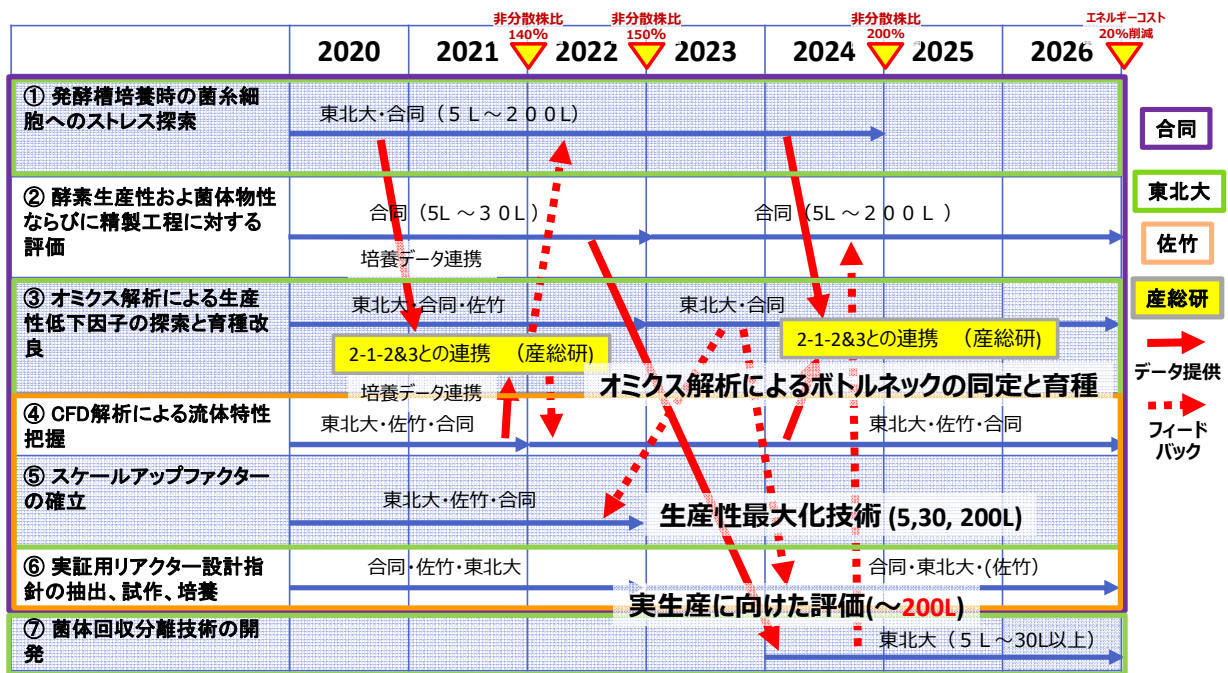 非分散株比
140%
非分散株比
150%
非分散株比
200%
エネルギーコスト
20%削減
2020
2021
2022
2023
2024
2025
2026
① 発酵槽培養時の菌糸細
胞へのストレス探索
東北大・合同（５Ｌ～２００L）
② 酵素生産性およ菌体物性
ならびに精製工程に対する
評価
合同（5L ～３０L）
合同（5L ～２００Ｌ）
培養データ連携
③ オミクス解析による生産
性低下因子の探索と育種改
良
東北大・合同・佐竹
東北大・合同
2-1-2&3との連携 （産総研)
2-1-2&3との連携 （産総研)
オミクス解析によるボトルネックの同定と育種
培養データ連携
④ CFD解析による流体特性
把握
東北大・佐竹・合同
東北大・佐竹・合同
⑤ スケールアップファクター
の確立
東北大・佐竹・合同
生産性最大化技術 (5,30, 200L)
⑥ 実証用リアクター設計指
針の抽出、試作、培養
合同・佐竹・東北大
合同・東北大・(佐竹）
実生産に向けた評価(～200L)
⑦ 菌体回収分離技術の開
発
東北大（５Ｌ～30L以上）
合同
東北大
佐竹
産総研
データ提供
フィード
バック